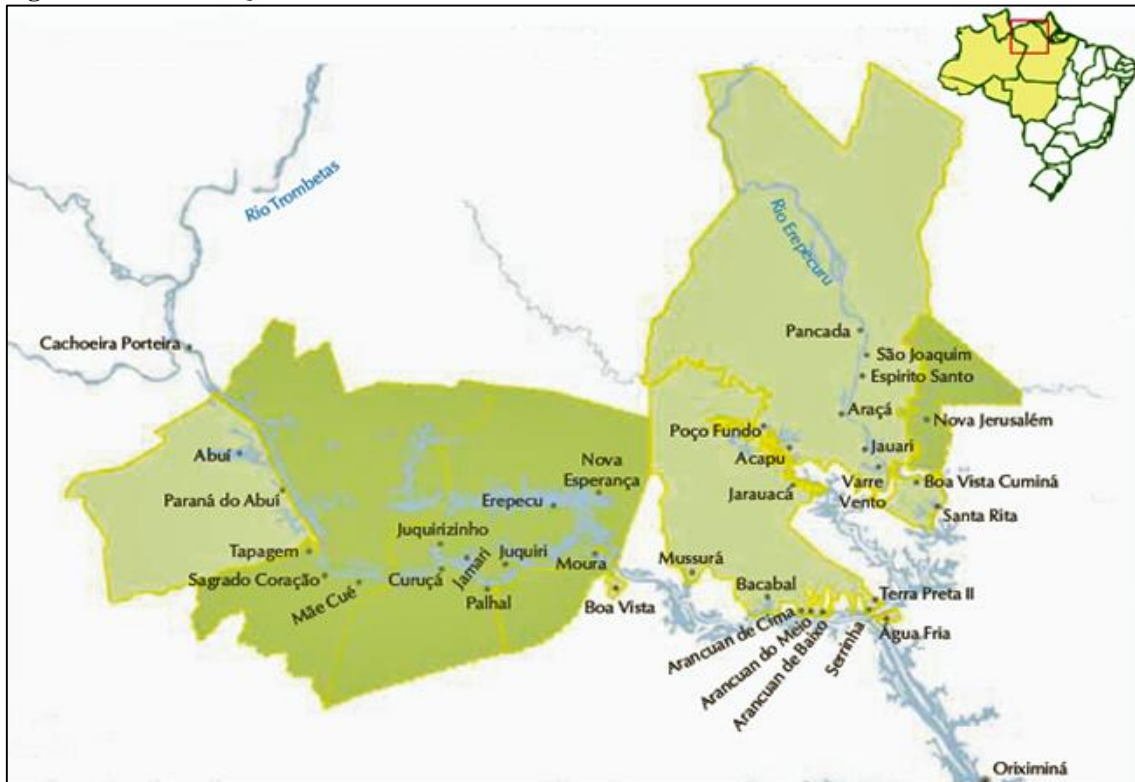 Rio Trombetas
Rio Erepecuru
Cachoeira Porteira
Pancada
São Joaquim
Espirito Santo
Araçá
Nova Jerusalém
Poço Fundo
Abuí
Acapu
Jauari
Nova
Esperança
Varre
Vento
Boa Vista Cuminá
Paraná do Abuí
Erepecu
Jarauacá
Santa Rita
Juquirizinho
Tapagem
Jamari
Juquiri
Moura
Mussurá
Sagrado Coração
Mãe Cué
Curuçá
Palhal
Boa Vista
Bacabal
Terra Preta II
Arancuan de Cima
Arancuan do Meio
Arancuan de Baixo
Serrinha
Água Fria
Oriximiná